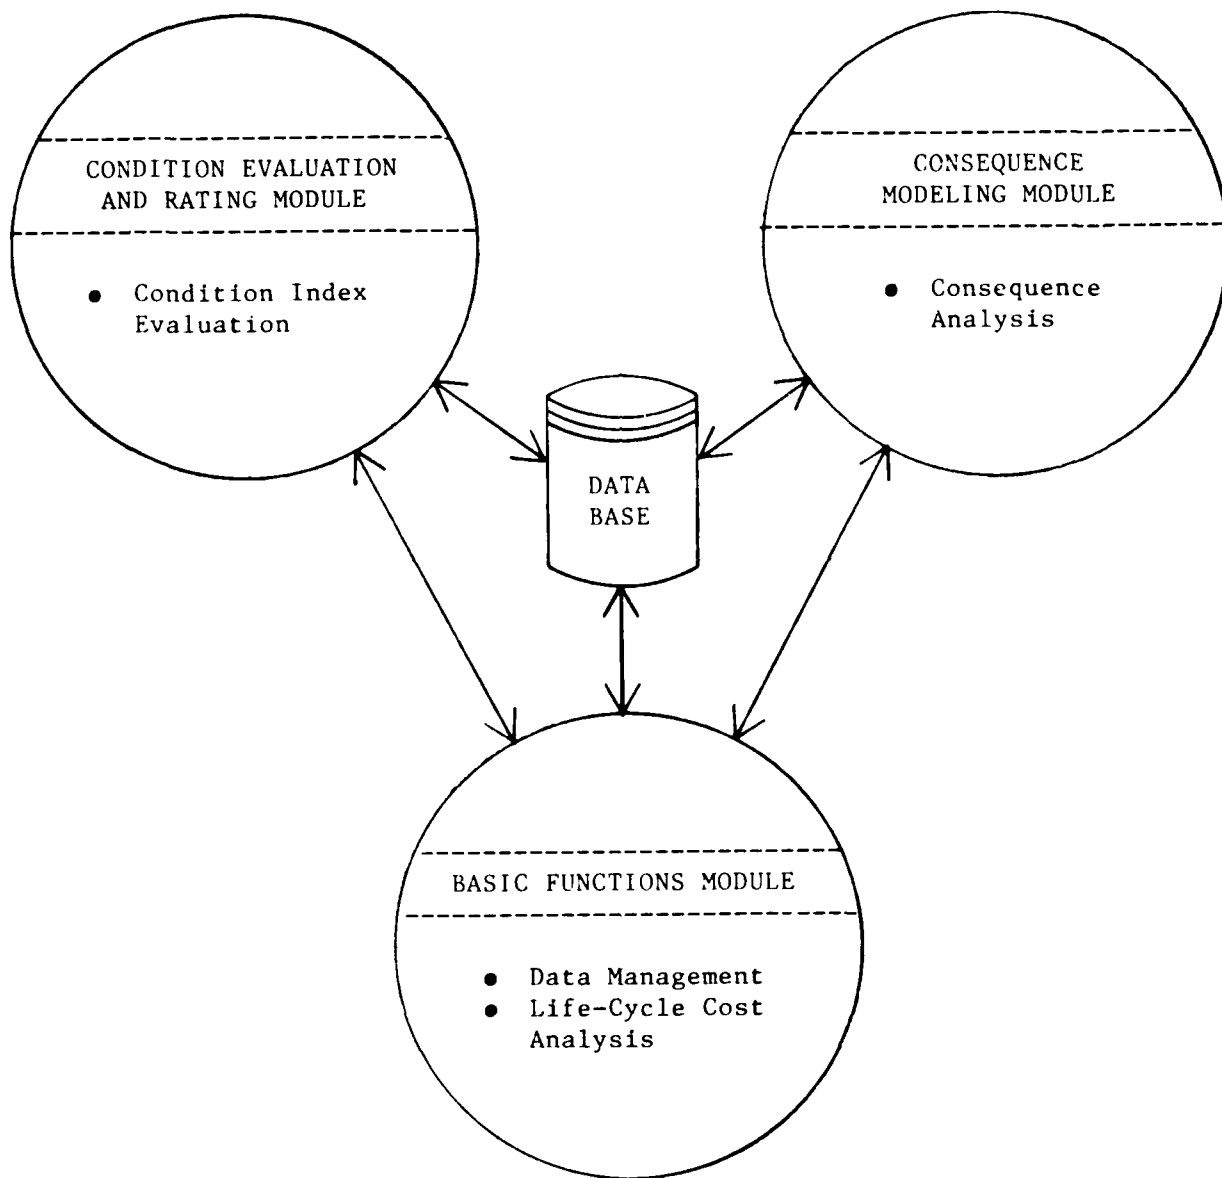 CONDITION EVALUATION
AND RATING MODULE
● Condition Index
Evaluation
CONSEQUENCE
MODELING MODULE
● Consequence
Analysis
DATA
BASE
BASIC FUNCTIONS MODULE
● Data Management
● Life-Cycle Cost
Analysis